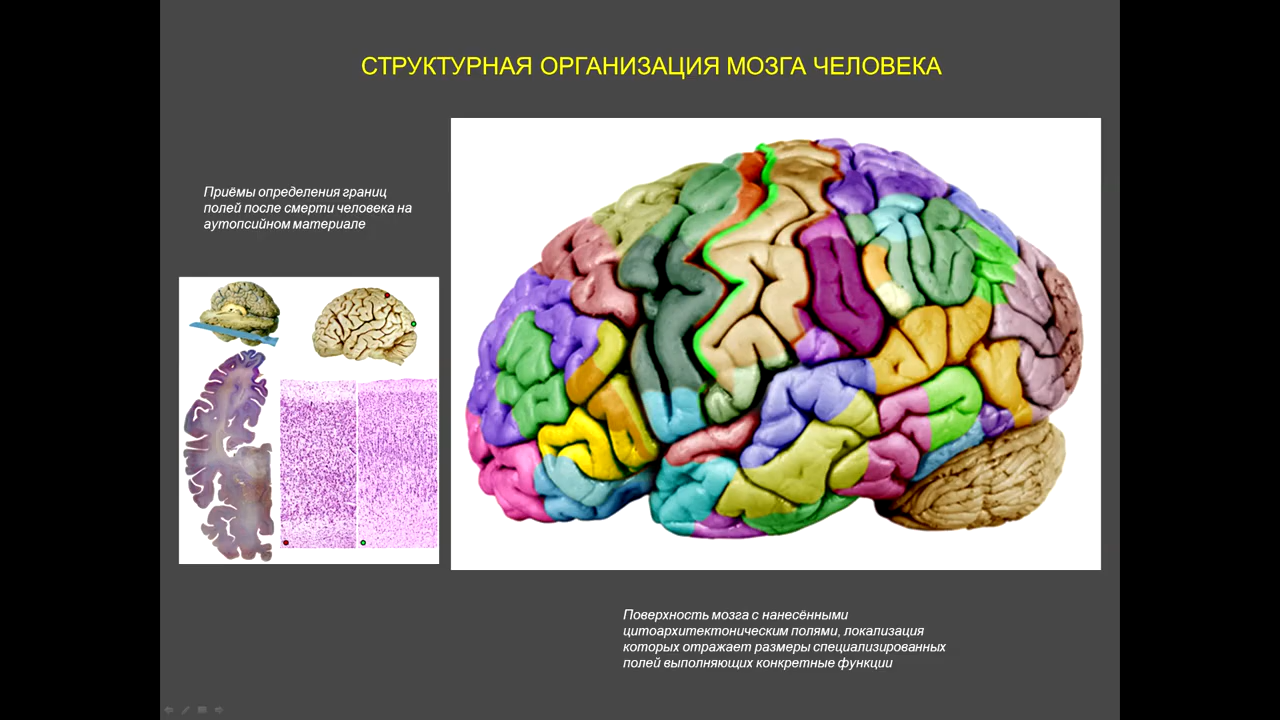 СТРУКТУРНАЯ ОРГАНИЗАЦИЯ МОЗГА ЧЕЛОВЕКА
Приёмы определения границ
полей после смерти человека на
аутопсийном материале
Поверхность мозга с нанесёнными
цитоархитектоническим полями, локализация
которых отражает размеры специализированных
полей выполняющих конкретные функции